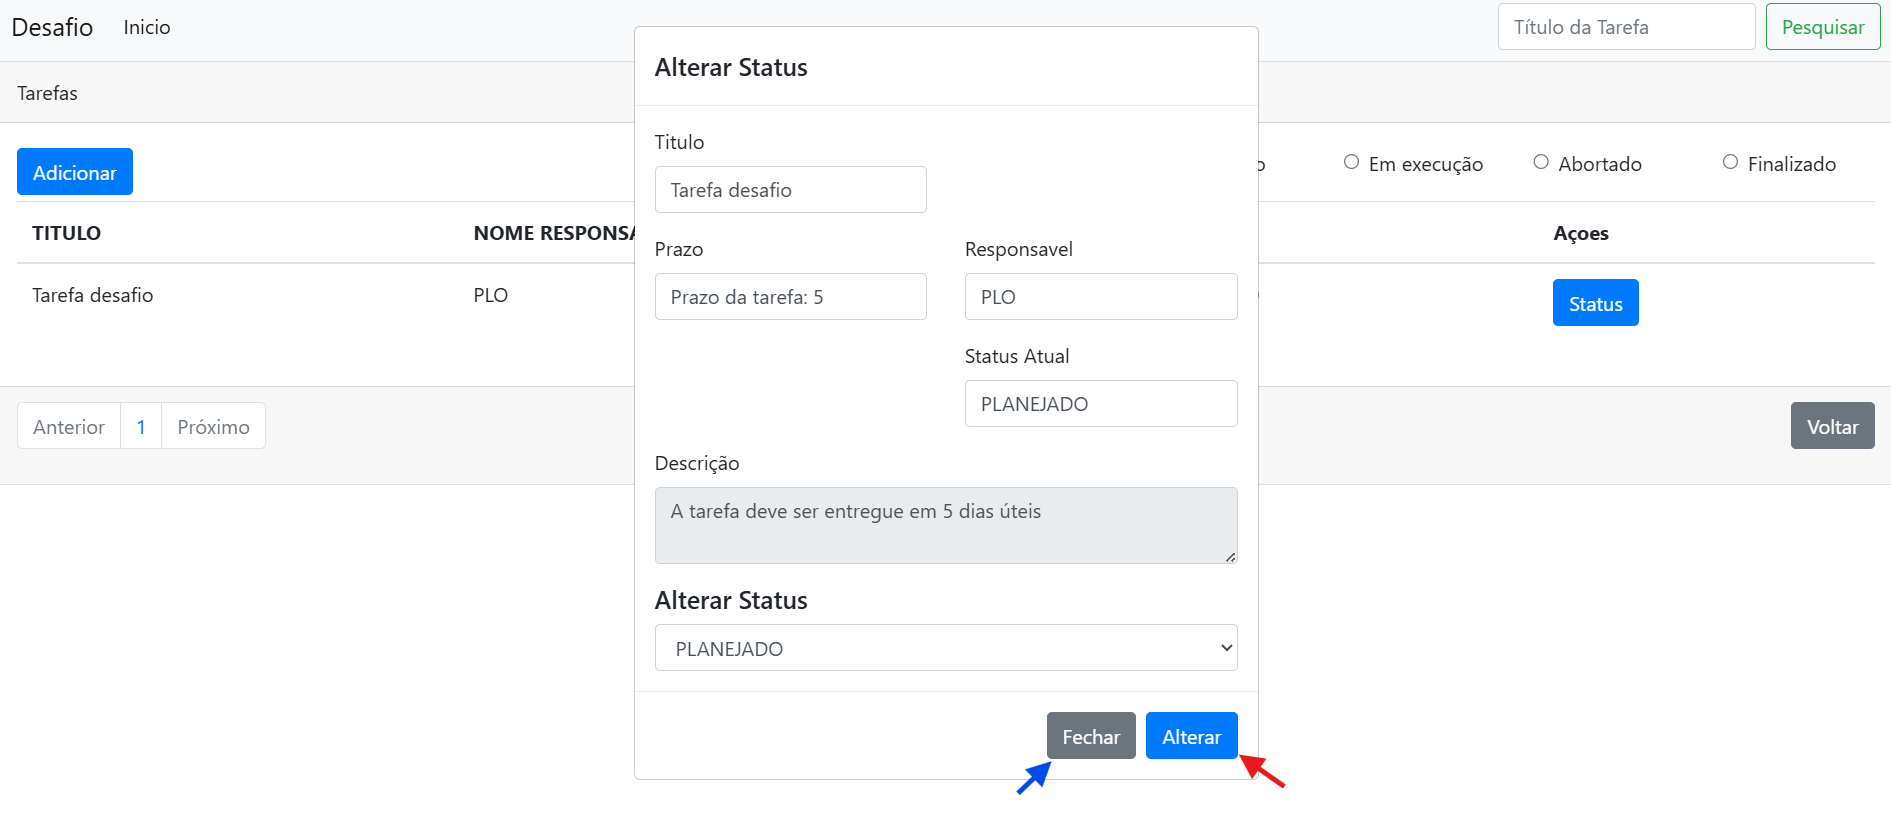 Desafio Inicio Título da Tarefa Pesquisar
Tarefas
Adicionar Em execução Abortado Finalizado
TITULO NOME Açoes
Tarefa desafio PLO Status
Anterior 1 Próximo Voltar
Alterar Status
Titulo
Tarefa desafio
Prazo Responsavel
Prazo da tarefa: 5 PLO
Status Atual
PLANEJADO
Descrição
A tarefa deve ser entregue em 5 dias úteis
Alterar Status
PLANEJADO
Fechar Alterar